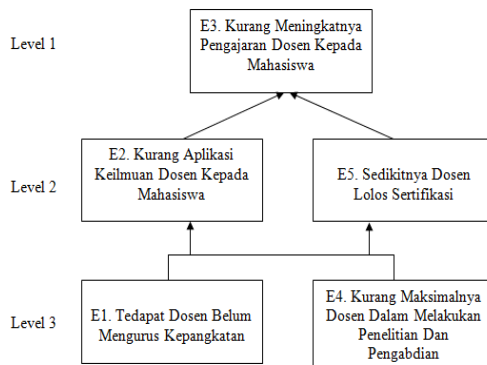 Level 1
E3. Kurang Meningkatnya
Pengajaran Dosen Kepada
Mahasiswa
Level 2
E2. Kurang Aplikasi
Keilmuan Dosen Kepada
Mahasiswa
E5. Sedikitnya Dosen
Lolos Sertifikasi
Level 3
E1. Tedapat Dosen Belum
Mengurus Kepangkatan
E4. Kurang Maksimalnya
Dosen Dalam Melakukan
Penelitian Dan
Pengabdian